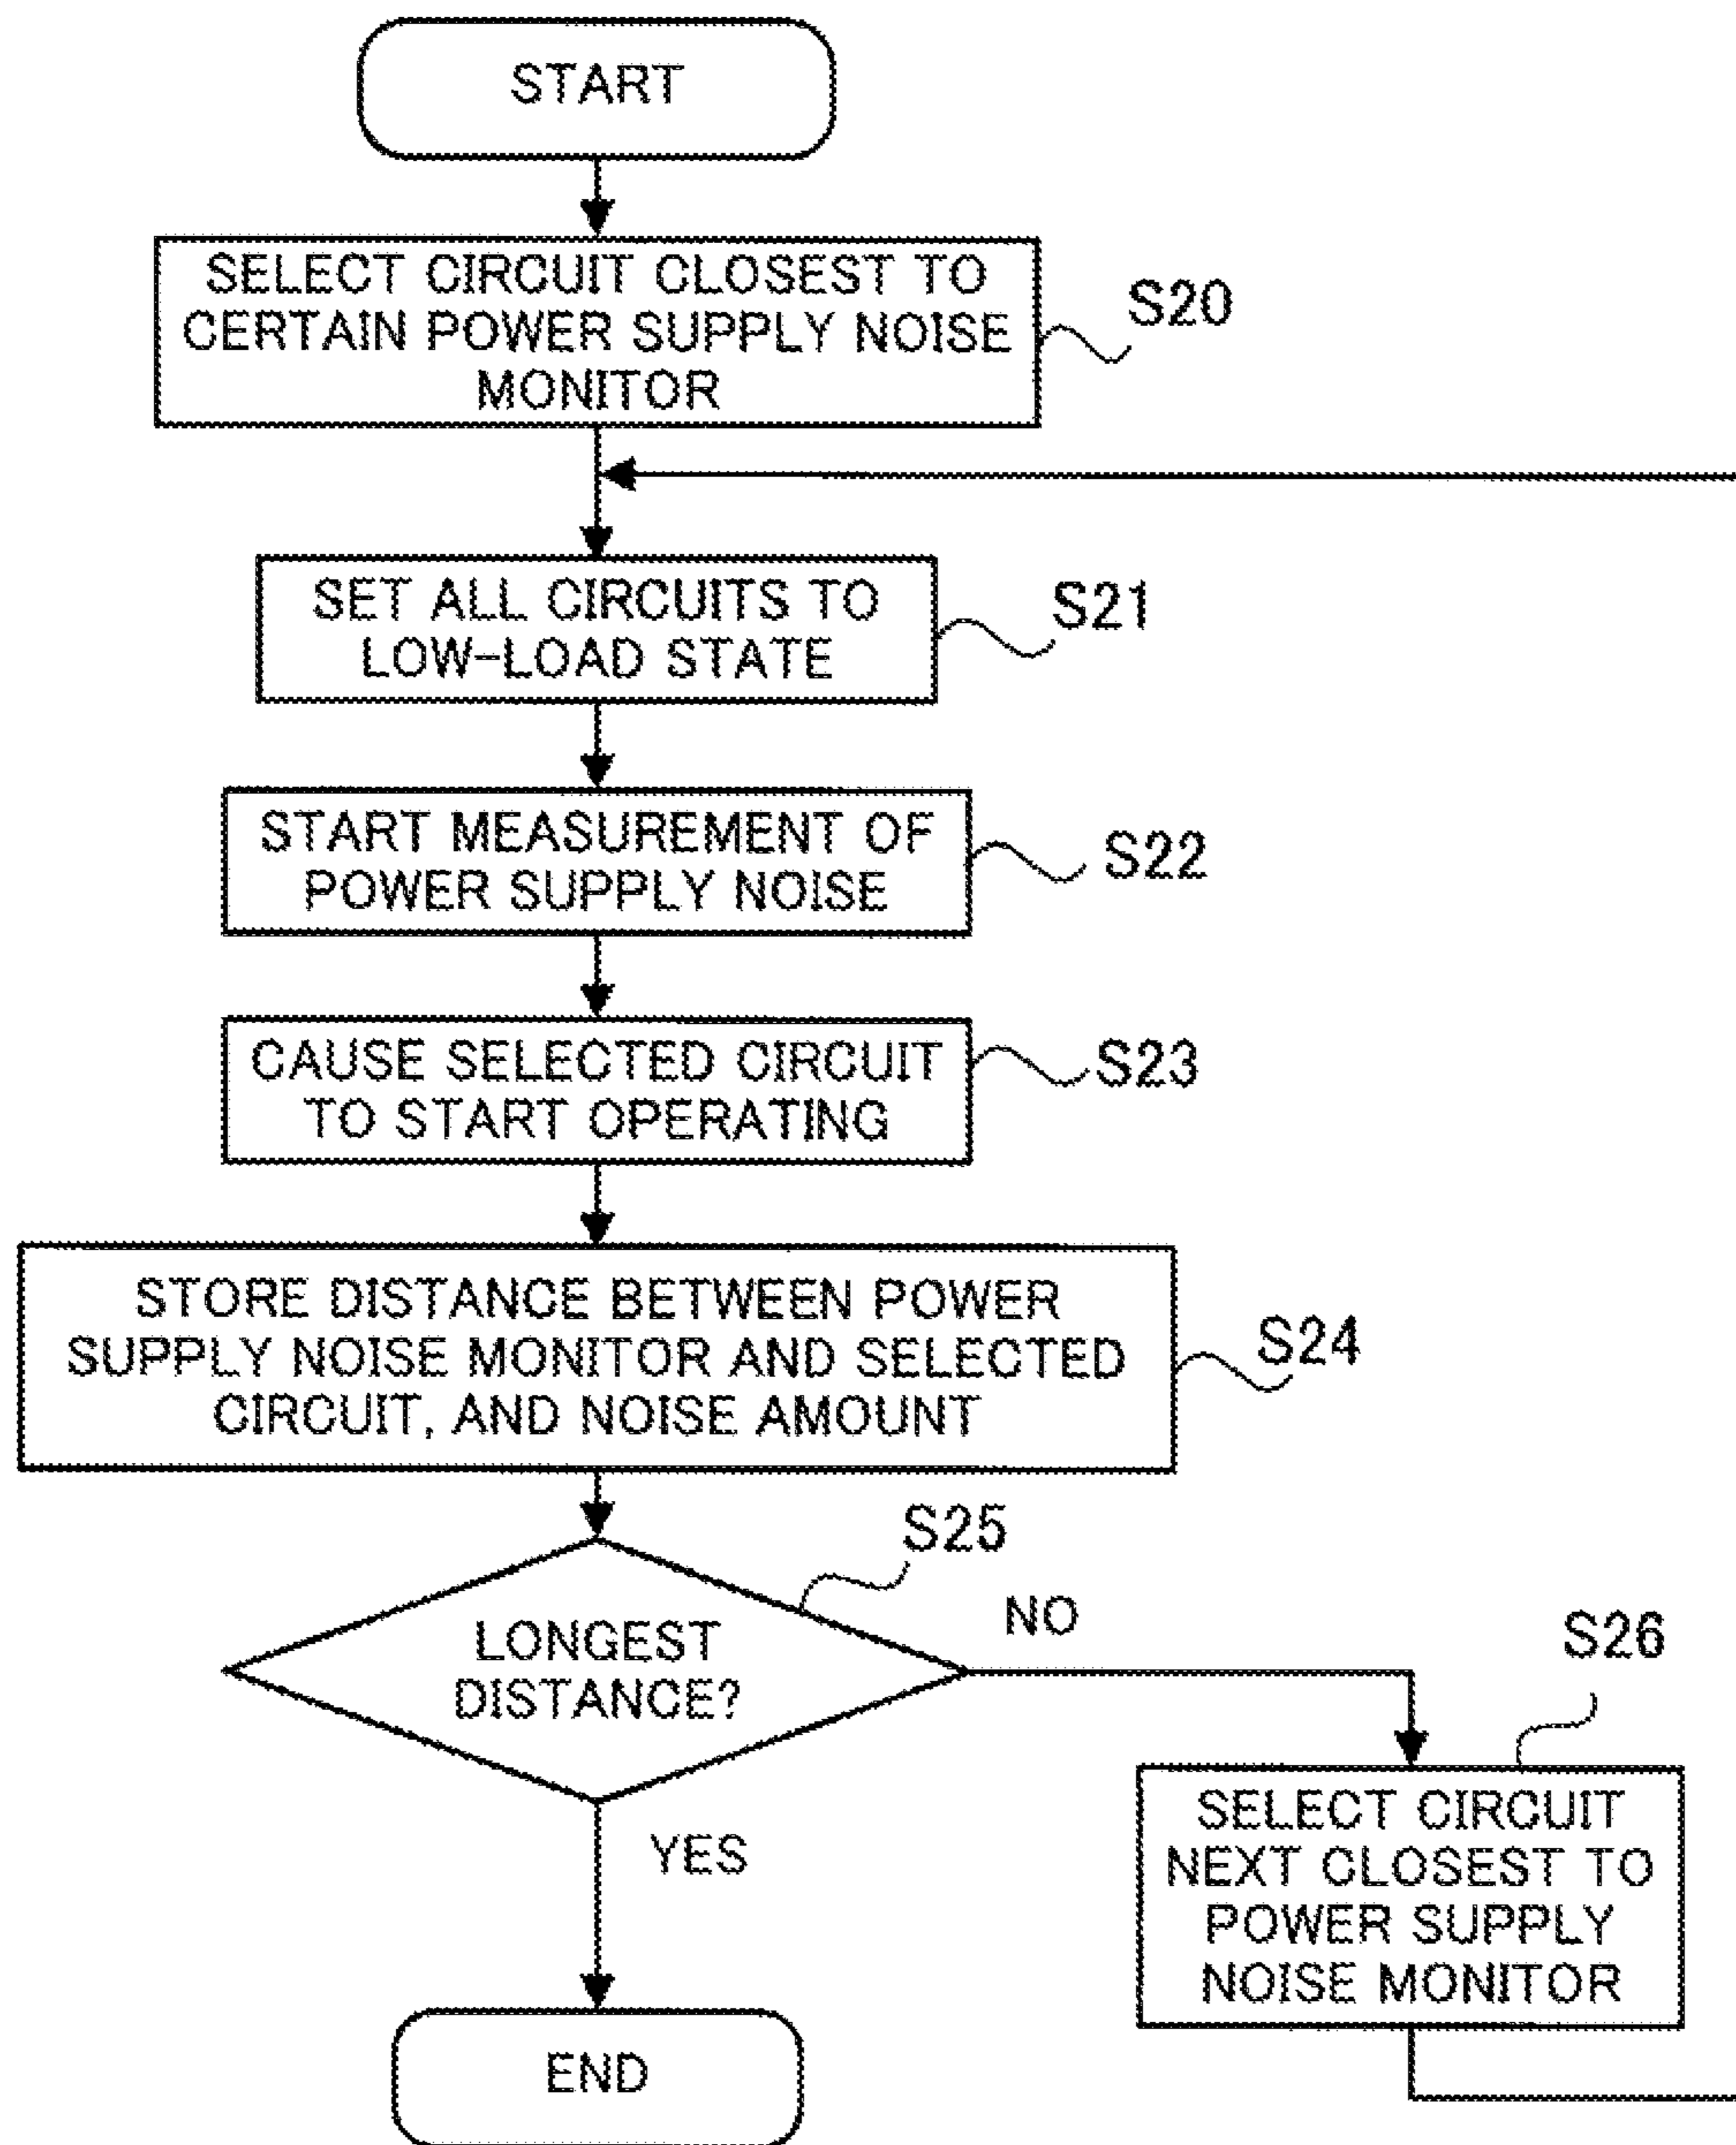 START
SELECT CIRCUIT CLOSEST TO
CERTAIN POWER SUPPLY NOISE
MONITOR
S20
SET ALL CIRCUITS TO
LOW-LOAD STATE
S21
START MEASUREMENT OF
POWER SUPPLY NOISE
S22
CAUSE SELECTED CIRCUIT
TO START OPERATING
S23
STORE DISTANCE BETWEEN POWER
SUPPLY NOISE MONITOR AND SELECTED
CIRCUIT, AND NOISE AMOUNT
S24
S25
LONGEST
DISTANCE?
NO
YES
S26
SELECT CIRCUIT
NEXT CLOSEST TO
POWER SUPPLY
NOISE MONITOR
END